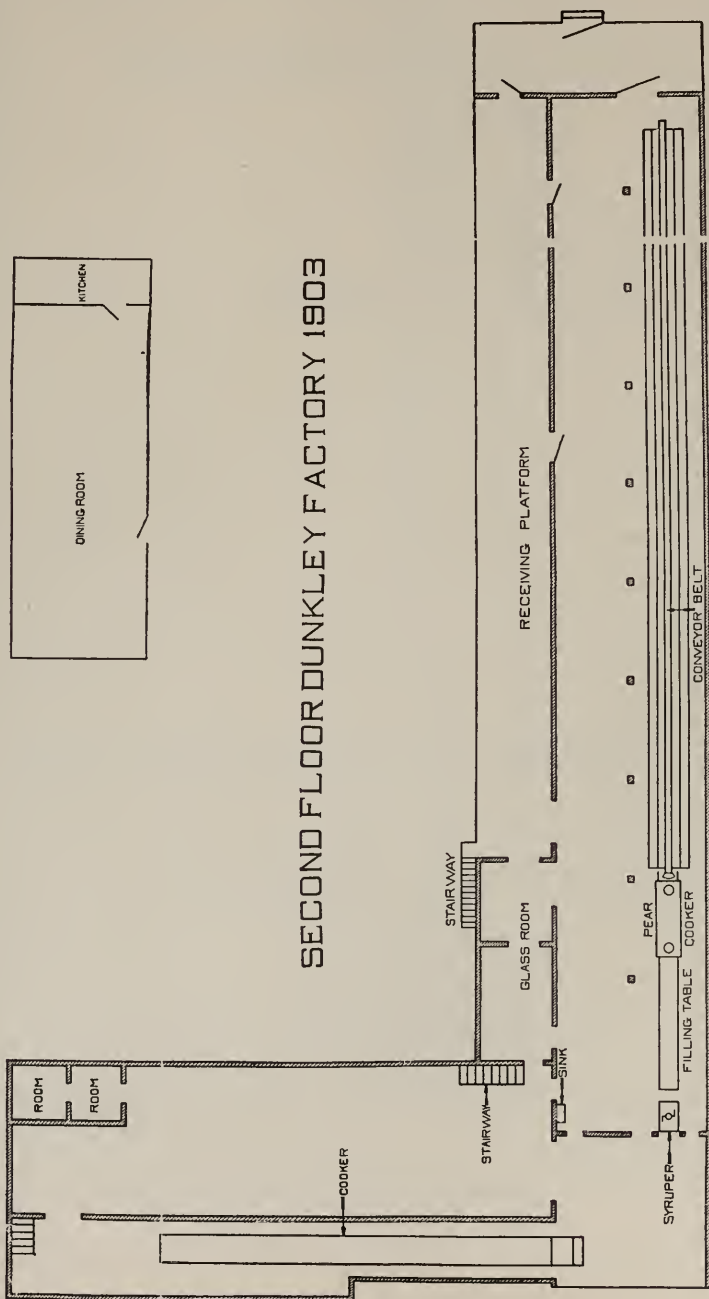 SECOND FLOOR DUNKLEY FACTORY 1903
DINING ROOM
KITCHEN
ROOM
ROOM
COOKER
STAIRWAY
STAIRWAY
GLASS ROOM
SINK
RECEIVING PLATFORM
SYRUPER
FILLING TABLE
PEAR
COOKER
CONVEYOR BELT